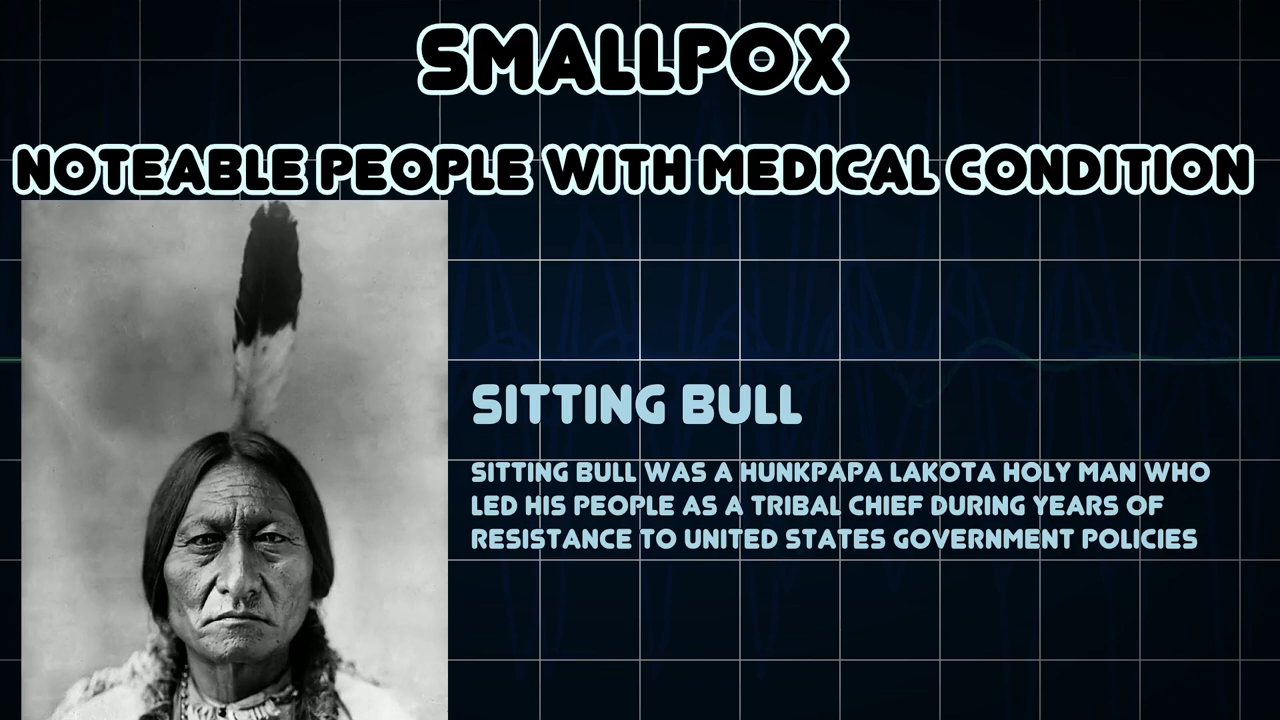 SMALLPOX
NOTEABLE PEOPLE WITH MEDICAL CONDITION
SITTING BULL
SITTING BULL WAS A HUNKPAPA LAKOTA HOLY MAN WHO
LED HIS PEOPLE AS A TRIBAL CHIEF DURING YEARS OF
RESISTANCE TO UNITED STATES GOVERNMENT POLICIES